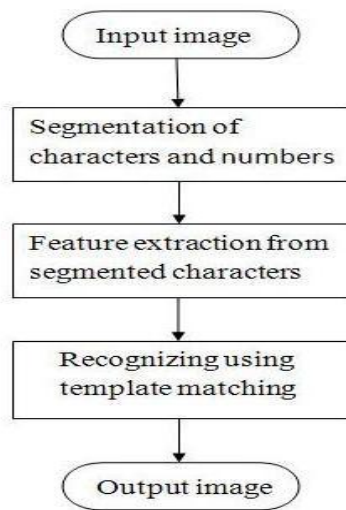 Input image
Segmentation of
characters and numbers
Feature extraction from
segmented characters
Recognizing using
template matching
Output image